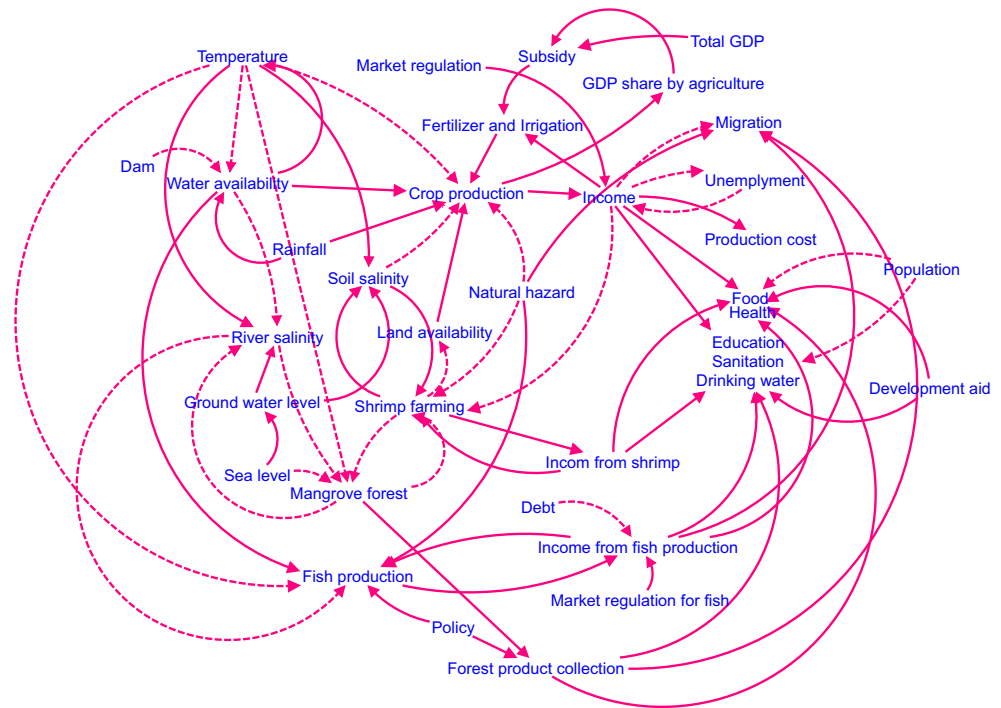 Total GDP
Temperature
Subsidy
Market regulation
GDP share by agriculture
Fertilizer and Irrigation
Migration
Dam
Water availability
Unemplyment
Crop production
Income
Production cost
Rainfall
Population
Soil salinity
Natural hazard
Food
Health
Land availability
River salinity
Education
Sanitation
Drinking water
Development aid
Ground water level
Shrimp farming
Incom from shrimp
Sea level
Mangrove forest
Debt
Income from fish production
Fish production
Market regulation for fish
Policy
Forest product collection